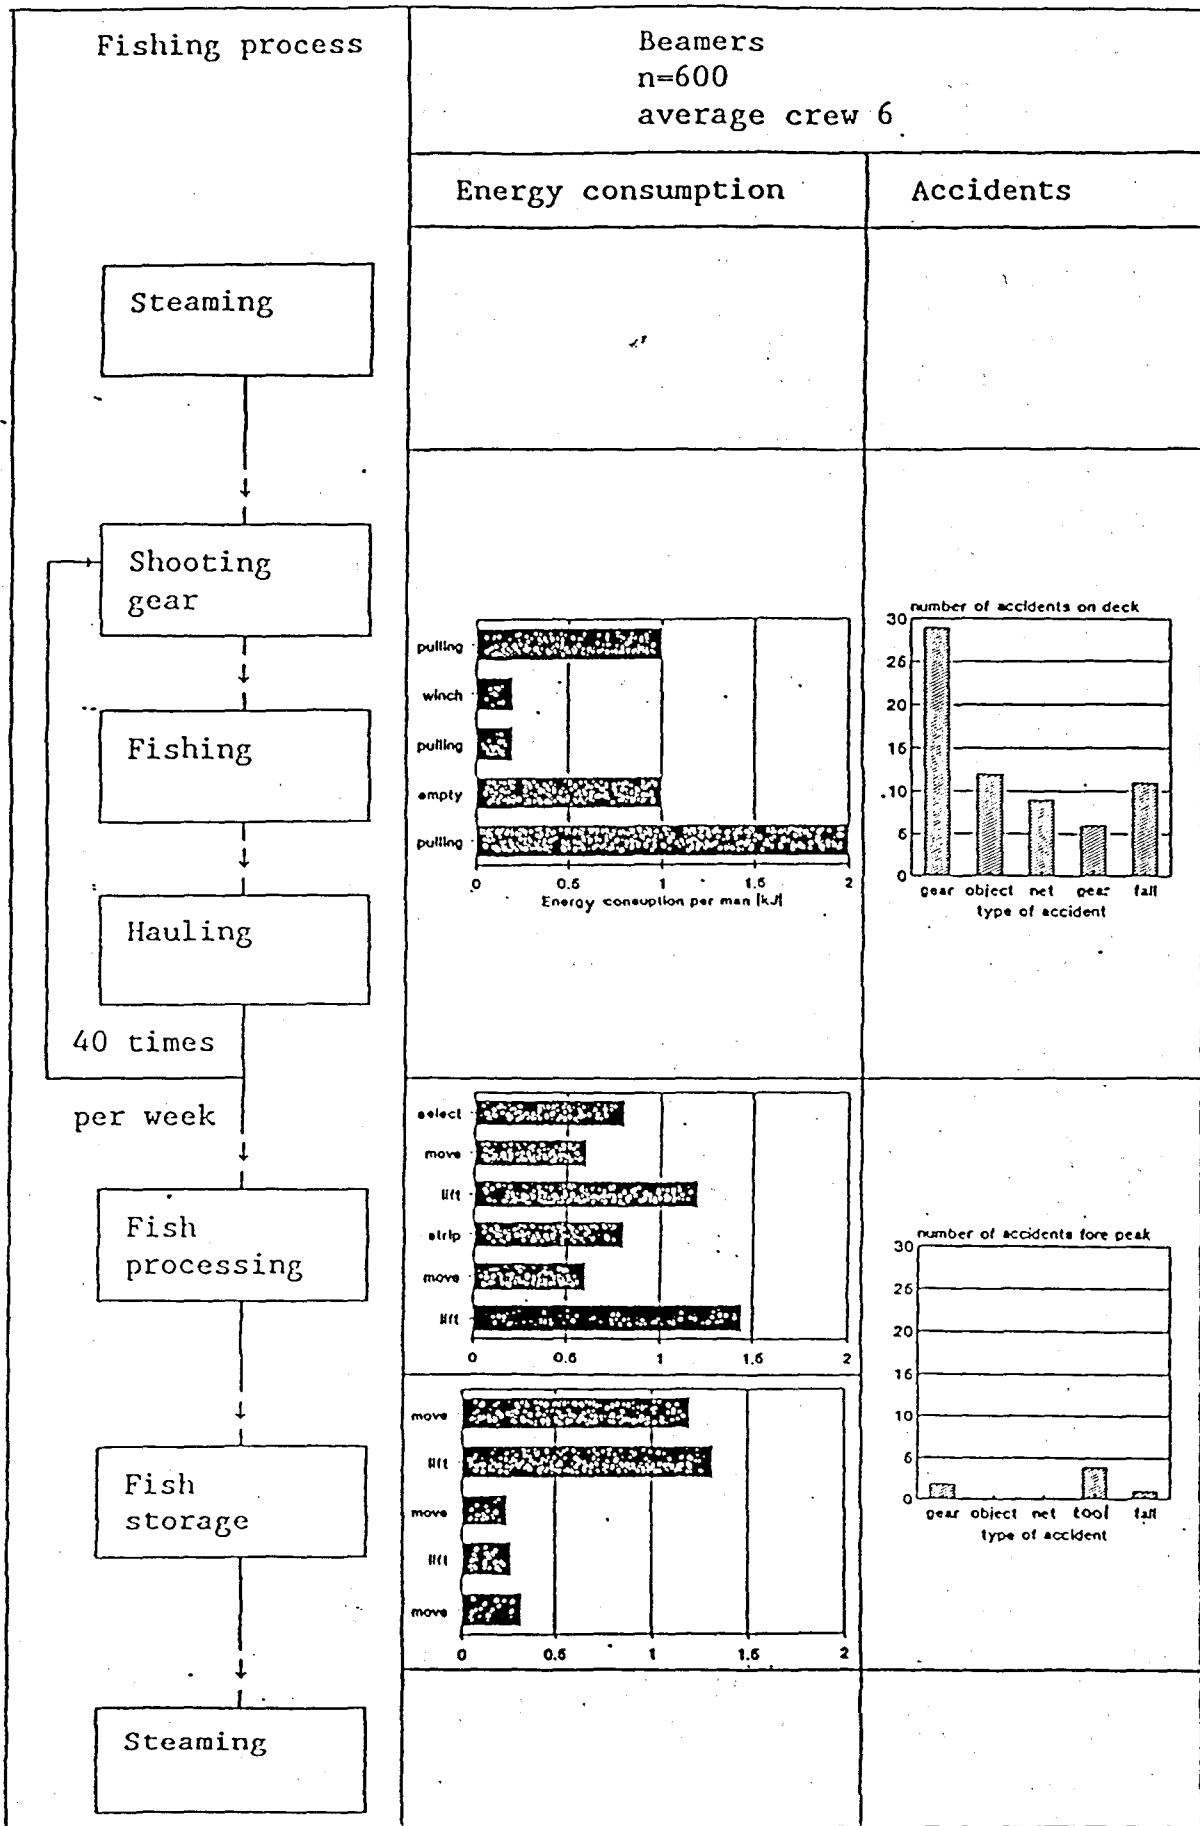 Fishing process
Beamers
n=600
average crew 6
Energy consumption
Accidents
Steaming
Shooting
gear
Fishing
Hauling
40 times
per week
Fish
processing
Fish
storage
Steaming
pulling
winch
pulling
empty
pulling
0 0.5 1 1.5 2
Energy consuption per man [kJ]
number of accidents on deck
30
25
20
15
10
5
0
gear object net gear fall
type of accident
select
move
lift
strip
move
lift
0 0.5 1 1.5 2
number of accidents fore peak
30
25
20
15
10
5
0
gear object net tool fall
type of accident
move
lift
move
lift
move
0 0.5 1 1.5 2